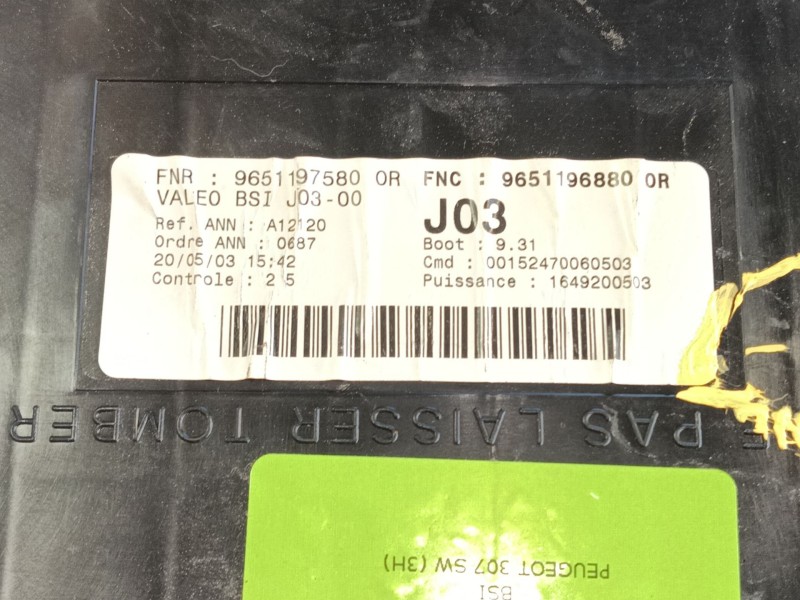 FNR : 9651197580 0R FNC : 9651196880 0R
VALEO BSI J03-00
J03
Ref. ANN : A12120
Ordre ANN : 0687
Boot : 9.31
20/05/03 15:42
Cmd : 00152470060503
Controle : 2 5
Puissance : 1649200503
PAS LAISSER TOMBER
BSI
PEUGEOT 307 SW (3H)